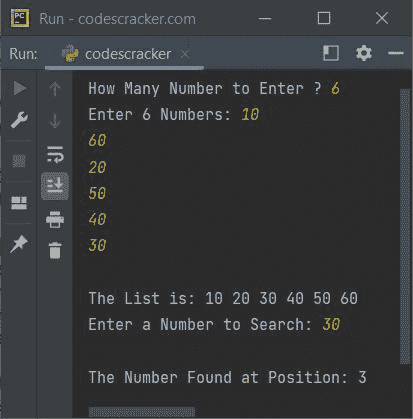 PC
Run - codescracker.com
Run: codescracker
How Many Number to Enter ? 6
Enter 6 Numbers: 10
60
20
50
40
30
The List is: 10 20 30 40 50 60
Enter a Number to Search: 30
The Number Found at Position: 3